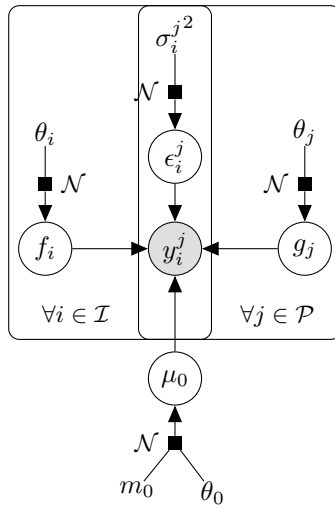 σ_i^{j2}
𝒩
θ_i ϵ_i^j θ_j
𝒩 𝒩
f_i y_i^j g_j
∀i ∈ ℐ ∀j ∈ 𝒫
μ_0
𝒩
m_0 θ_0